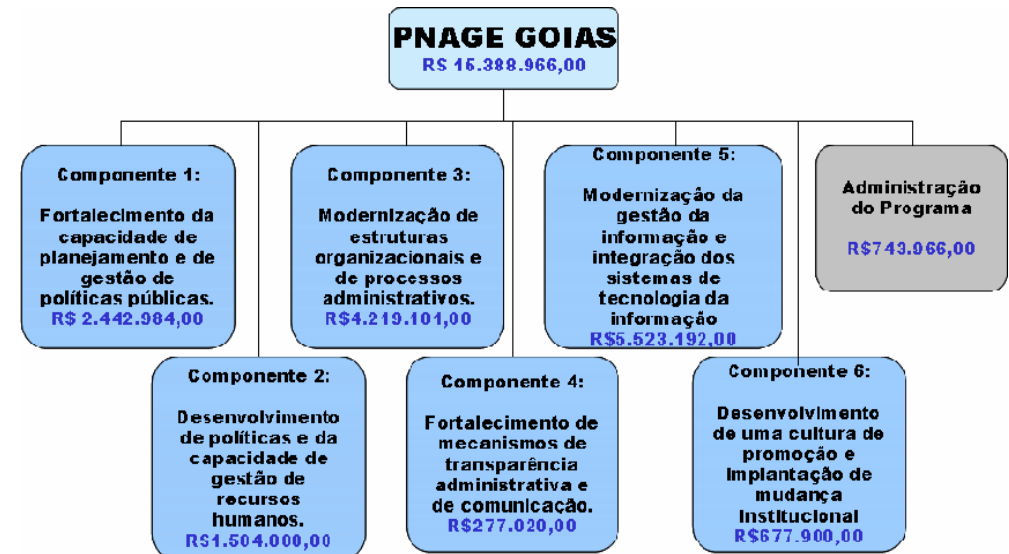 PNAGE GOIAS
R$ 15.388.966,00
Componente 1:
Fortalecimento da
capacidade de
planejamento e de
gestão de
políticas públicas.
R$ 2.442.984,00
Componente 3:
Modernização de
estruturas
organizacionais e
de processos
administrativos.
R$4.219.101,00
Componente 5:
Modernização da
gestão da
informação e
integração dos
sistemas de
tecnologia da
informação
R$5.523.192,00
Administração
do Programa
R$743.966,00
Componente 2:
Desenvolvimento
de políticas e da
capacidade de
gestão de
recursos
humanos.
R$1.504.000,00
Componente 4:
Fortalecimento de
mecanismos de
transparência
administrativa e
de comunicação.
R$277.020,00
Componente 6:
Desenvolvimento
de uma cultura de
promoção e
Implantação de
mudança
Institucional
R$677.900,00